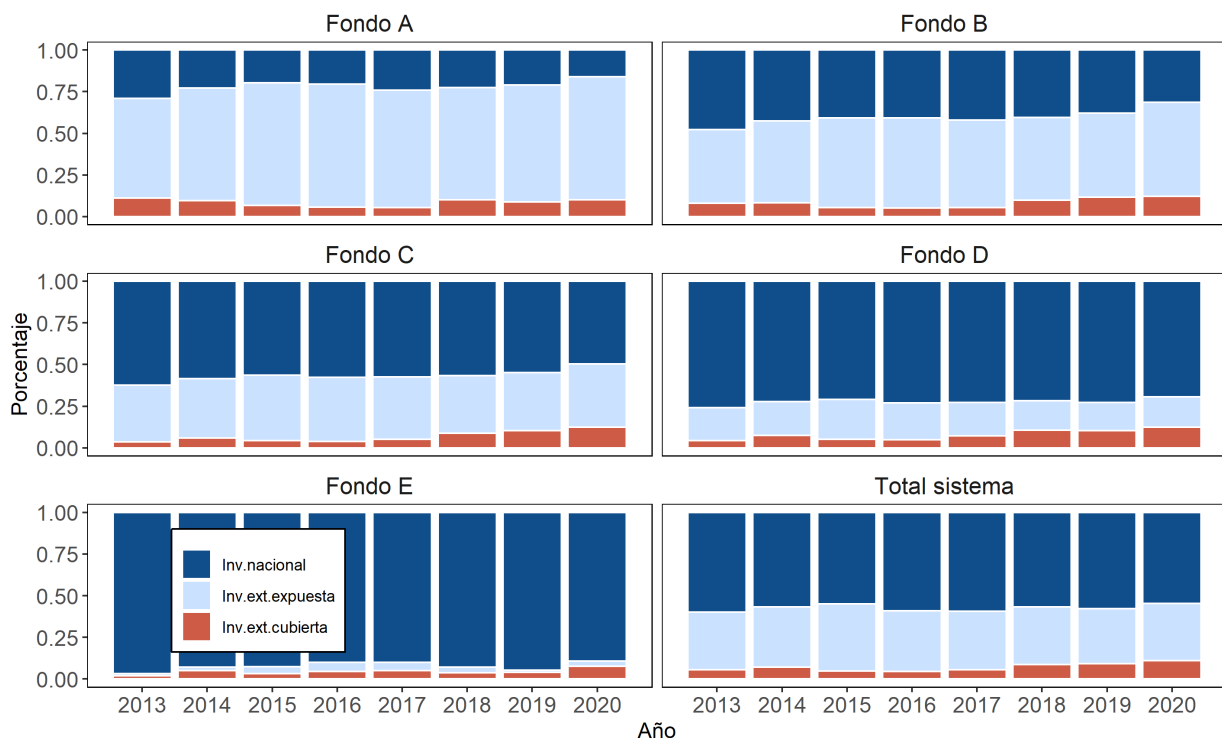 Fondo A
Fondo B
1.00
0.75
0.50
0.25
0.00
Fondo C
Fondo D
1.00
0.75
0.50
0.25
0.00
Porcentaje
Fondo E
Total sistema
1.00
0.75
0.50
0.25
0.00
Inv.nacional
Inv.ext.expuesta
Inv.ext.cubierta
2013 2014 2015 2016 2017 2018 2019 2020
2013 2014 2015 2016 2017 2018 2019 2020
Año